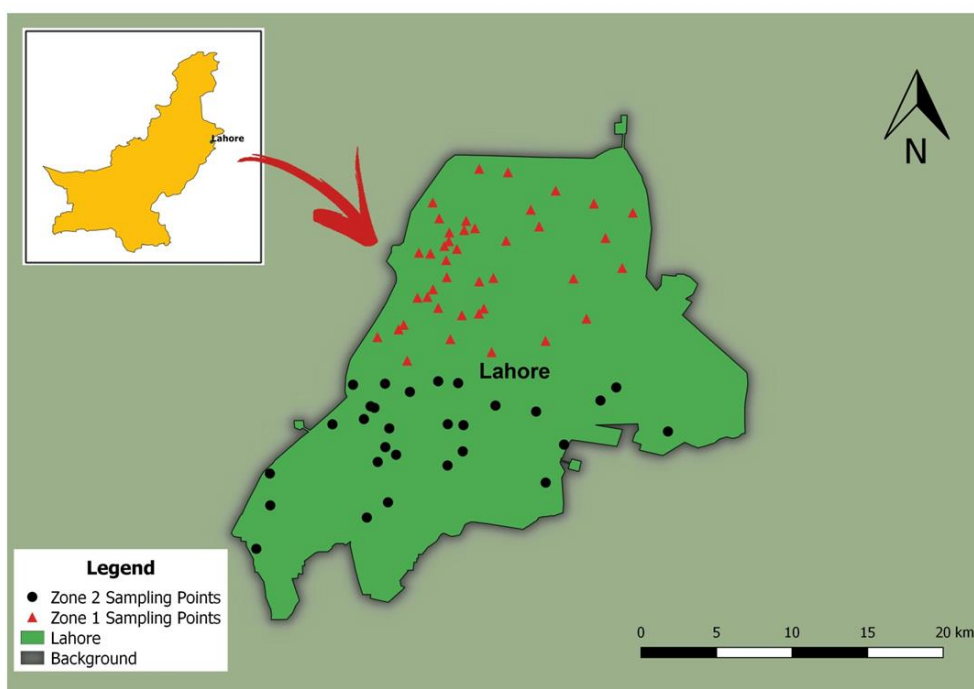 Lahore
N
Lahore
Legend
Zone 2 Sampling Points
Zone 1 Sampling Points
Lahore
Background
0 5 10 15 20 km